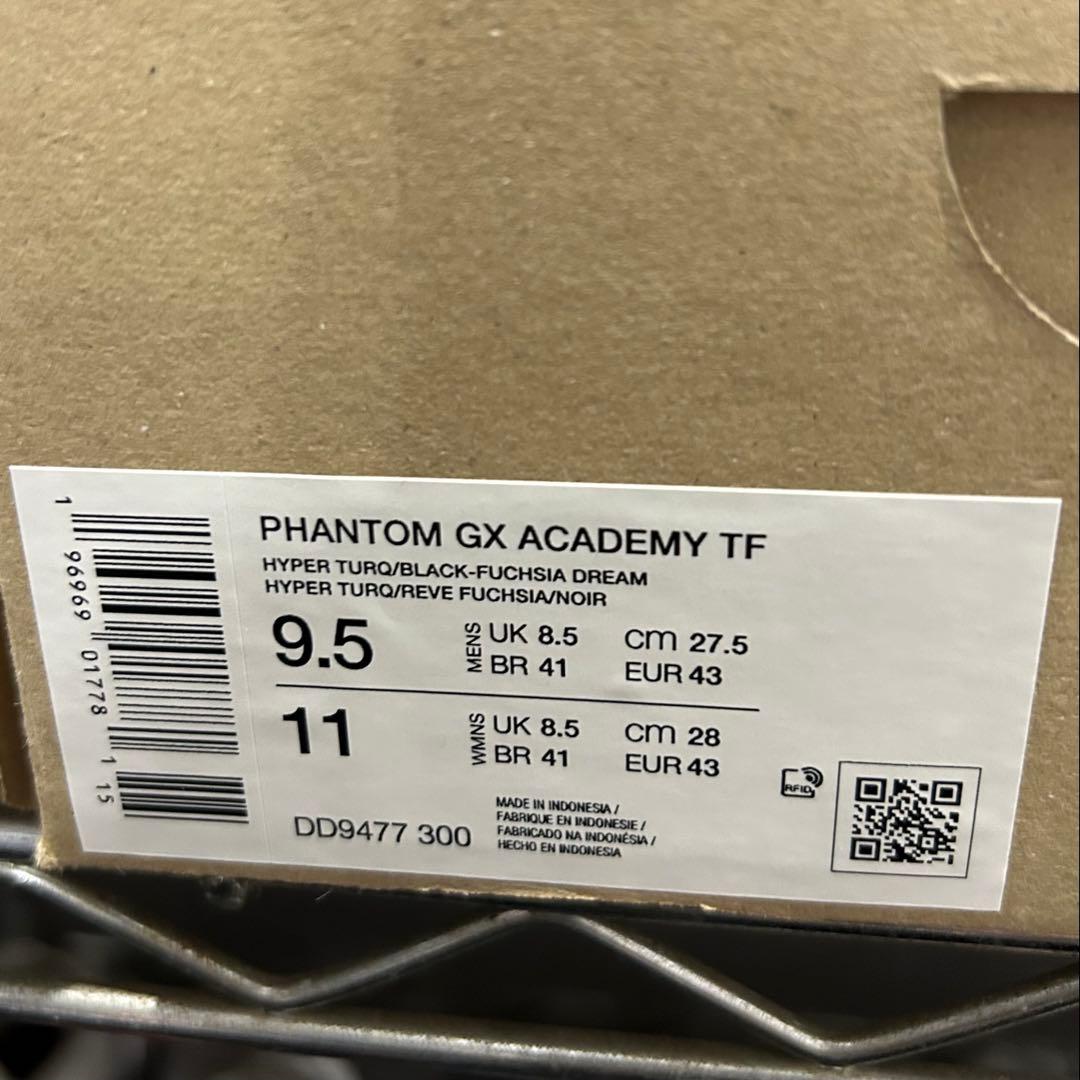 PHANTOM GX ACADEMY TF
HYPER TURQ/BLACK-FUCHSIA DREAM
HYPER TURQ/REVE FUCHSIA/NOIR
9.5 MENS UK 8.5 cm 27.5
BR 41 EUR 43
11 WMNS UK 8.5 cm 28
BR 41 EUR 43
RFID
DD9477 300
MADE IN INDONESIA /
FABRIQUE EN INDONESIE /
FABRICADO NA INDONÉSIA /
HECHO EN INDONESIA
1 96969 01778 1 15